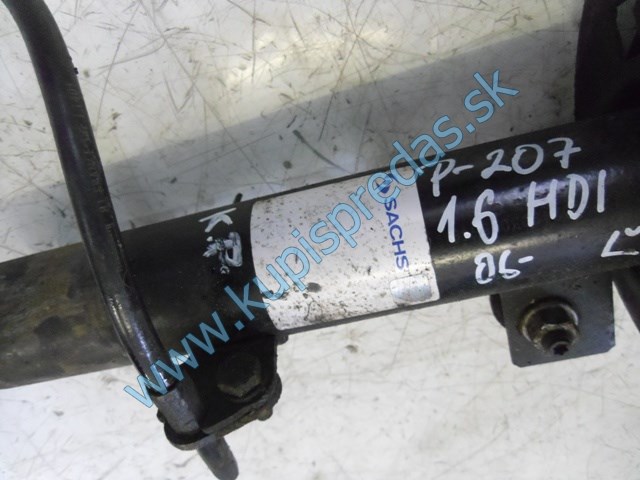 www.kupispredas.sk
K.P.
SACHS
P-207
1.6 HDI
06-